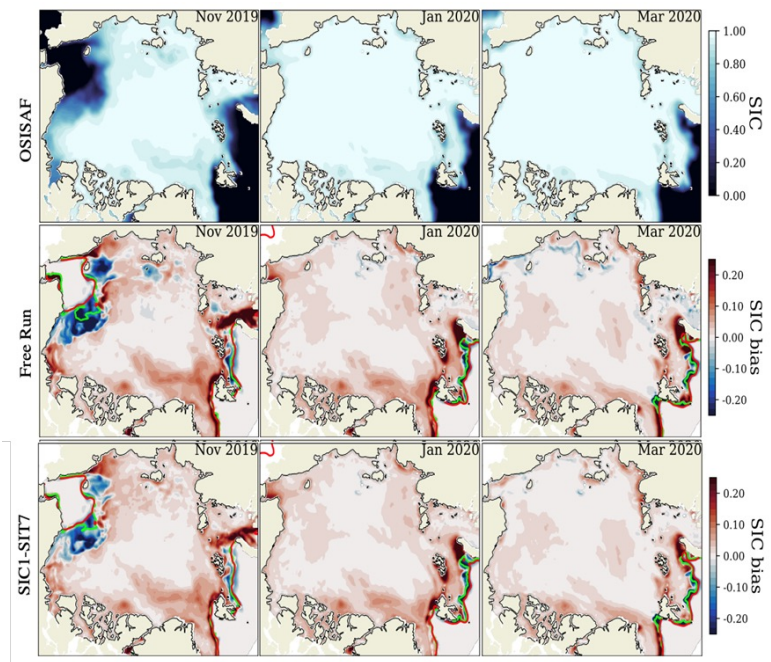 Nov 2019
Jan 2020
Mar 2020
OSISAF
1.00
0.80
0.60
0.40
0.20
0.00
SIC
Nov 2019
Jan 2020
Mar 2020
Free Run
0.20
0.10
0.00
-0.10
-0.20
SIC bias
Nov 2019
Jan 2020
Mar 2020
SIC1-SIT7
0.20
0.10
0.00
-0.10
-0.20
SIC bias